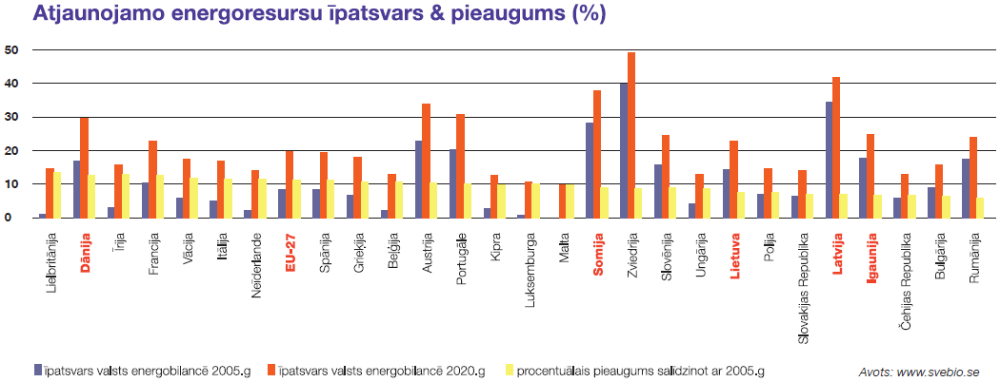 Atjaunojamo energoresursu īpatsvars & pieaugums (%)
50
40
30
20
10
0
Lielbritānija
Dānija
Īrija
Francija
Vācija
Itālija
Neiderlande
EU-27
Spānija
Grieķija
Beļģija
Austrija
Portugāle
Kipra
Luksemburga
Malta
Somija
Zviedrija
Slovēnija
Ungārija
Lietuva
Polija
Slovakijas Republika
Latvija
Igaunija
Čehijas Republika
Bulgārija
Rumānija
īpatsvars valsts energobilancē 2005.g
īpatsvars valsts energobilancē 2020.g
procentuālais pieaugums salīdzinot ar 2005.g
Avots: www.svebio.se